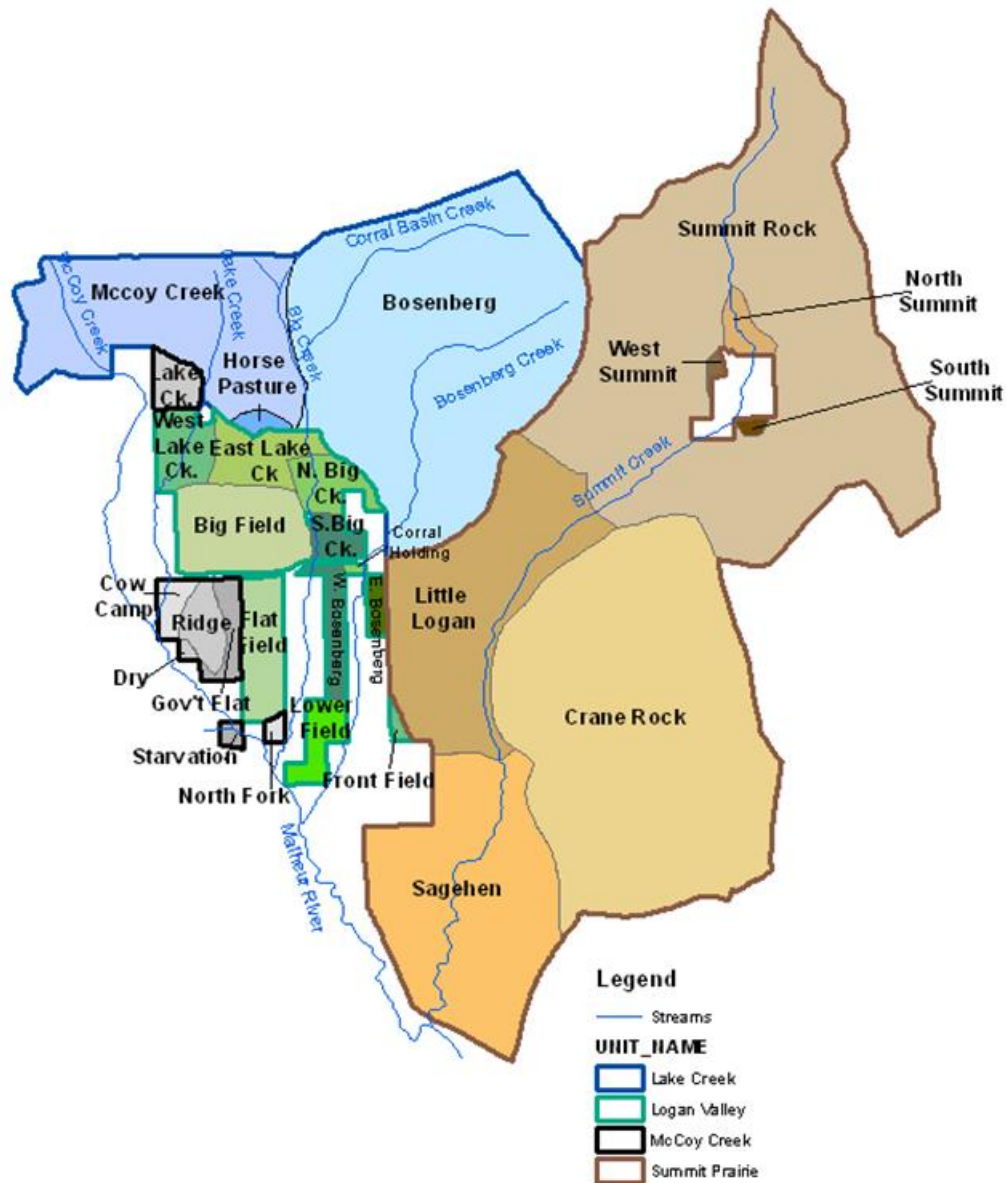 Corral Basin Creek
Summit Rock
McCoy Creek
Mccoy Creek
Lake Creek
Big Creek
Bosenberg
North
Summit
West
Summit
South
Summit
Horse
Pasture
Bosenberg Creek
Lake
Ck.
West
Lake
Ck.
East Lake
Ck
N. Big
Ck.
Summit Creek
Big Field
S.Big
Ck.
Corral
Holding
Cow
Camp
Ridge
Flat
Field
W. Bosenberg
E Bosenberg
Little
Logan
Dry
Gov't Flat
Lower
Field
Crane Rock
Starvation
North Fork
Front Field
Malheur River
Sagehen
Legend
Streams
UNIT_NAME
Lake Creek
Logan Valley
McCoy Creek
Summit Prairie